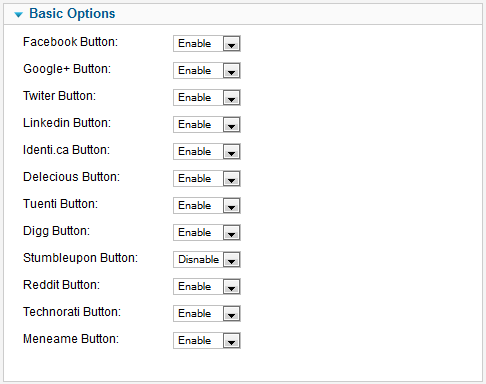 Basic Options
Facebook Button: Enable
Google+ Button: Enable
Twiter Button: Enable
Linkedin Button: Enable
Identi.ca Button: Enable
Delecious Button: Enable
Tuenti Button: Enable
Digg Button: Enable
Stumbleupon Button: Disnable
Reddit Button: Enable
Technorati Button: Enable
Meneame Button: Enable